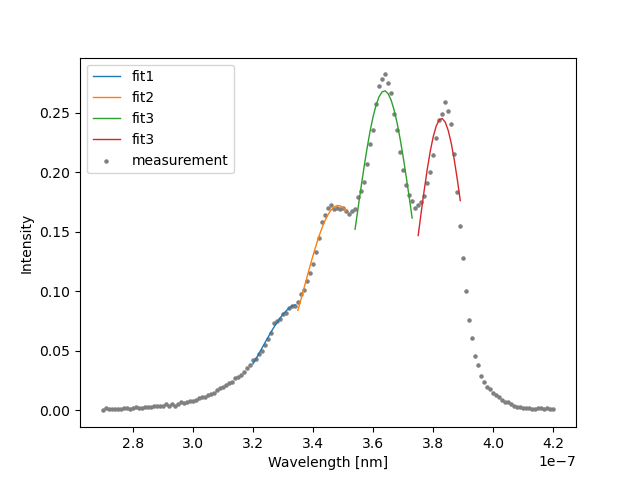 fit1
fit2
fit3
fit3
measurement
0.25
0.20
0.15
0.10
0.05
0.00
Intensity
2.8 3.0 3.2 3.4 3.6 3.8 4.0 4.2
Wavelength [nm]
1e−7